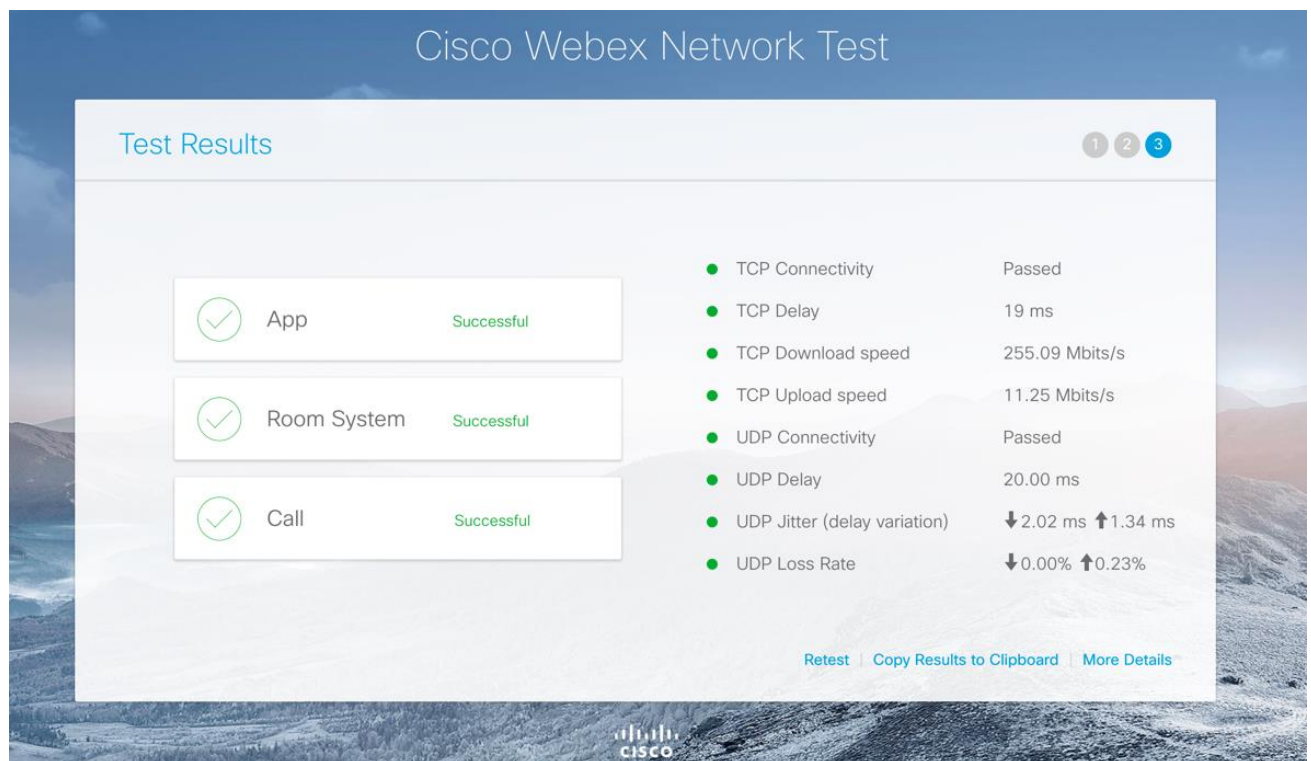 Cisco Webex Network Test
Test Results
1 2 3
App Successful
Room System Successful
Call Successful
TCP Connectivity Passed
TCP Delay 19 ms
TCP Download speed 255.09 Mbits/s
TCP Upload speed 11.25 Mbits/s
UDP Connectivity Passed
UDP Delay 20.00 ms
UDP Jitter (delay variation) ↓2.02 ms ↑1.34 ms
UDP Loss Rate ↓0.00% ↑0.23%
Retest | Copy Results to Clipboard | More Details
CISCO